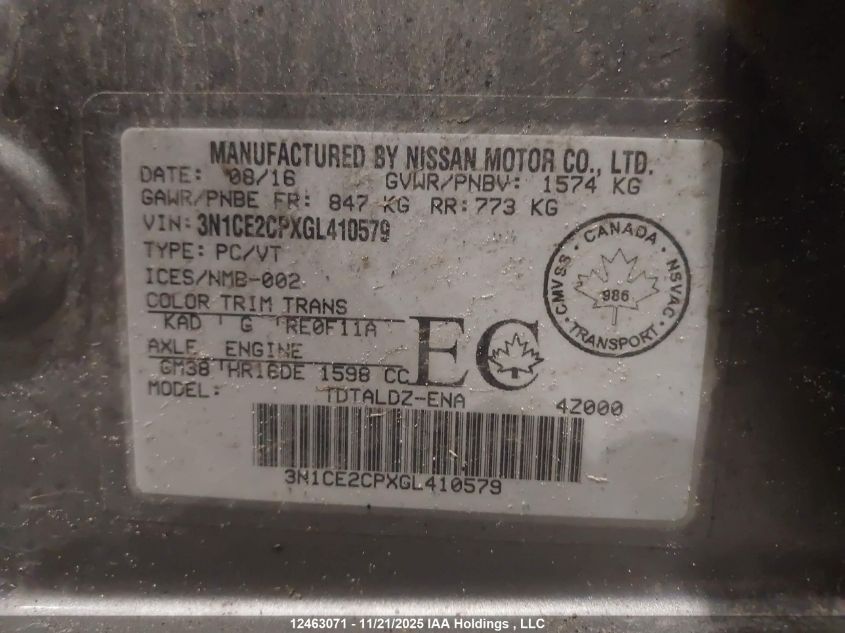 MANUFACTURED BY NISSAN MOTOR CO., LTD.
DATE: 08/16 GVWR/PNBV: 1574 KG
GAWR/PNBE FR: 847 KG RR: 773 KG
VIN: 3N1CE2CPXGL410579
TYPE: PC/VT
ICES/NMB-002
COLOR TRIM TRANS
KAD G RE0F11A
AXLE ENGINE
GM38 HR16DE 1598 CC
EC
MODEL: TDTALDZ-ENA 4Z000
3N1CE2CPXGL410579
CANADA
CMVSS · NSVAC
986
TRANSPORT
12463071 - 11/21/2025 IAA Holdings , LLC